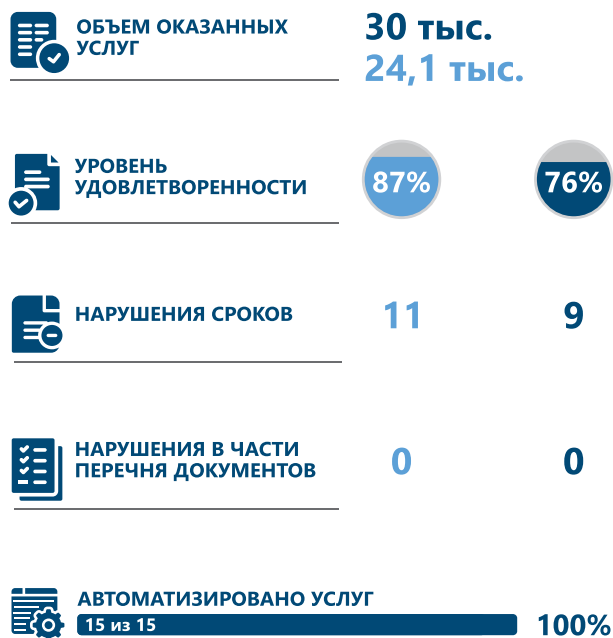 ОБЪЕМ ОКАЗАННЫХ
УСЛУГ
30 тыс.
24,1 тыс.
УРОВЕНЬ
УДОВЛЕТВОРЕННОСТИ
87%
76%
НАРУШЕНИЯ СРОКОВ
11
9
НАРУШЕНИЯ В ЧАСТИ
ПЕРЕЧНЯ ДОКУМЕНТОВ
0
0
АВТОМАТИЗИРОВАНО УСЛУГ
15 из 15
100%